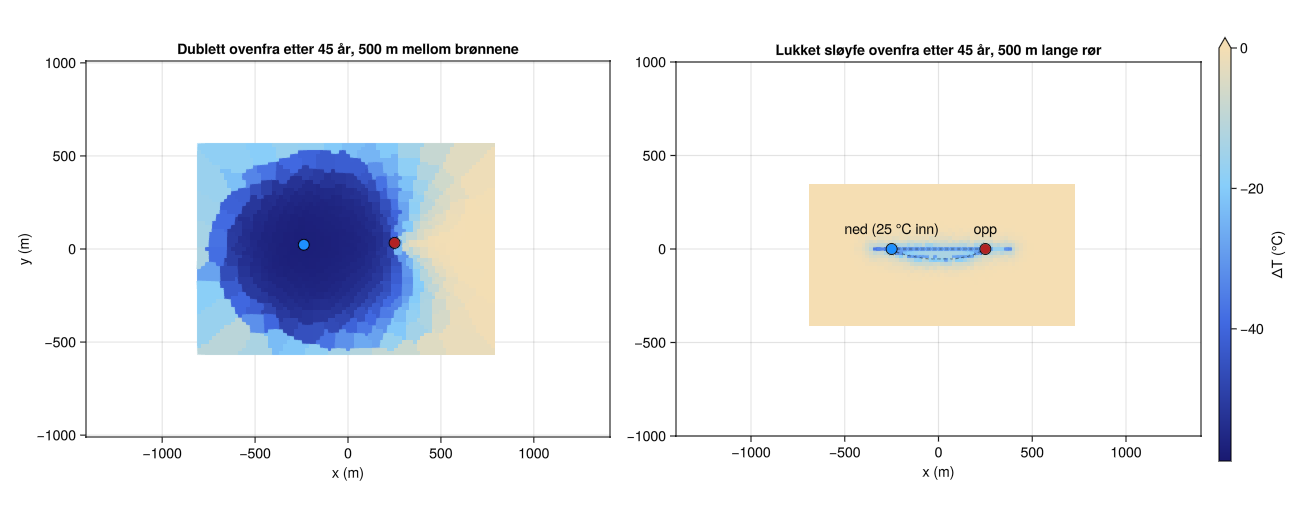 Dublett ovenfra etter 45 år, 500 m mellom brønnene
1000
500
0
−500
−1000
y (m)
−1000
−500
0
500
1000
x (m)
Lukket sløyfe ovenfra etter 45 år, 500 m lange rør
1000
500
0
−500
−1000
ned (25 °C inn)
opp
−1000
−500
0
500
1000
x (m)
0
−20
−40
ΔT (°C)